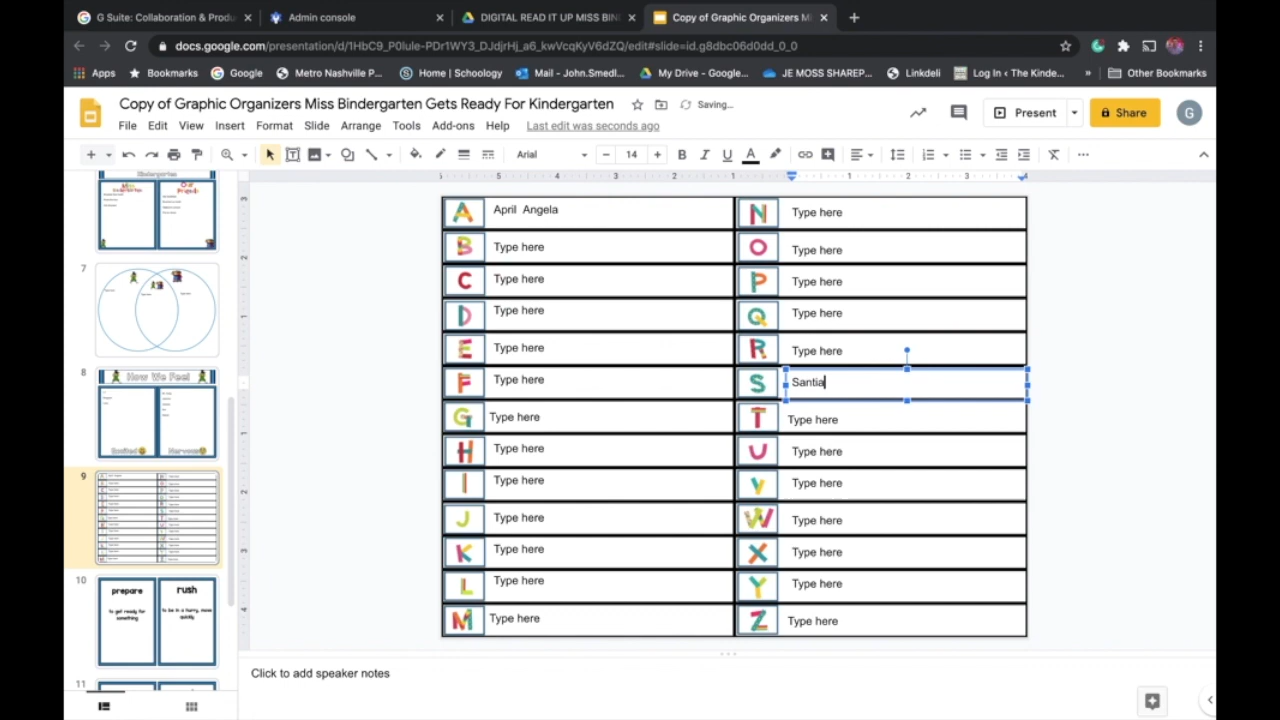 G Suite: Collaboration & Produ
Admin console
DIGITAL READ IT UP MISS BIN
Copy of Graphic Organizers M
docs.google.com/presentation/d/1HbC9_P0lule-PDr1WY3_DJdjrHj_a6_kwVcqKyV6dZQ/edit#slide=id.g8dbc06d0dd_0_0
Apps
Bookmarks
Google
Metro Nashville P...
Home | Schoology
Mail - John.Smedl...
My Drive - Google...
JE MOSS SHAREP...
Linkdeli
Log In ‹ The Kinde...
»
Other Bookmarks
Copy of Graphic Organizers Miss Bindergarten Gets Ready For Kindergarten
Saving...
Present
Share
G
File Edit View Insert Format Slide Arrange Tools Add-ons Help
Last edit was seconds ago
Arial
14
B I U A
7
8
How We Feel
Excited
Nervous
9
10
prepare
to get ready for
something
rush
to be in a hurry, move
quickly
11
A April Angela N Type here
B Type here O Type here
C Type here P Type here
D Type here Q Type here
E Type here R Type here
F Type here S Santia
G Type here T Type here
H Type here U Type here
I Type here V Type here
J Type here W Type here
K Type here X Type here
L Type here Y Type here
M Type here Z Type here
Click to add speaker notes